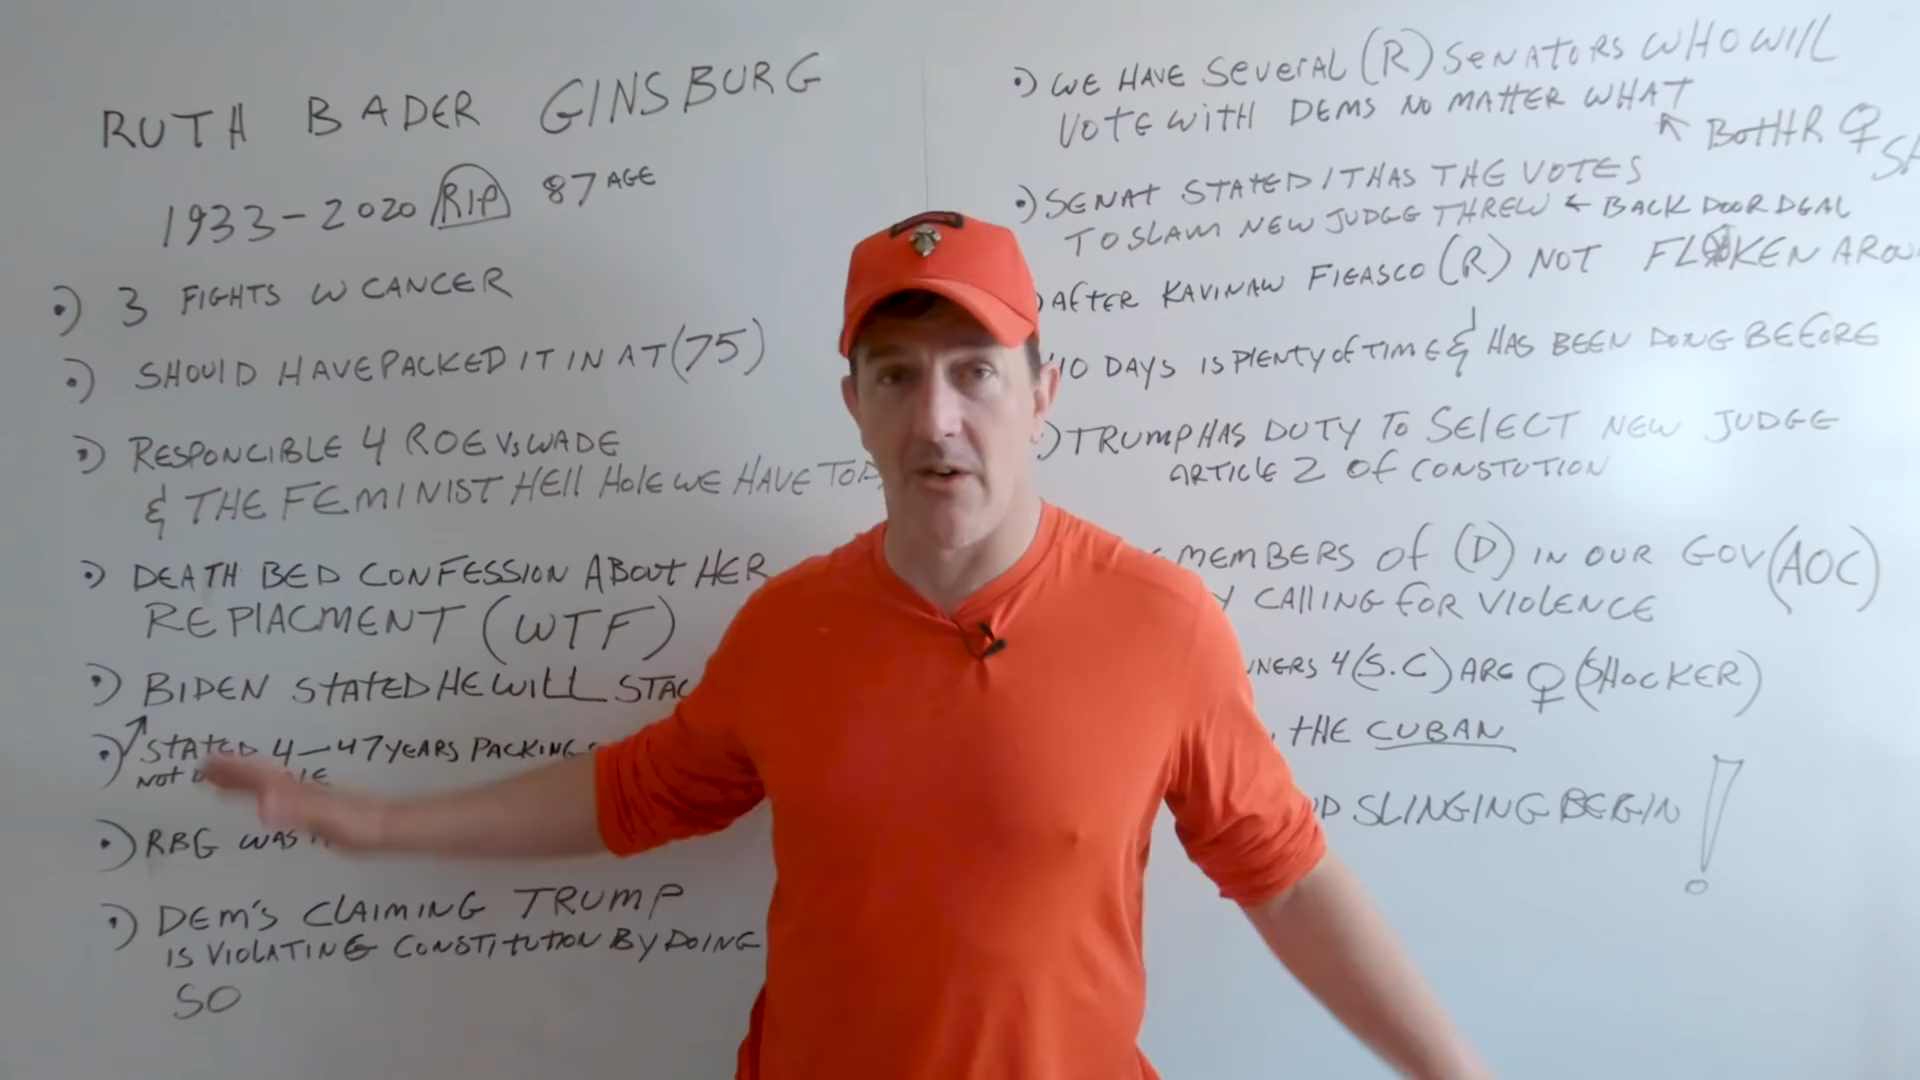 RUTH BADER GINSBURG
1933-2020 RIP 87 AGE
•) 3 FIGHTS W CANCER
•) SHOULD HAVE PACKED IT IN AT (75)
•) RESPONCIBLE 4 ROE VS WADE
& THE FEMINIST HELL HOLE WE HAVE
•) DEATH BED CONFESSION ABOUT HER
REPLACMENT (WTF)
•) BIDEN STATED HE WILL
•) STATED 4-47 YEARS PACKING
NOT
•) RBG WAS
•) DEM'S CLAIMING TRUMP
IS VIOLATING CONSTITUTION BY DOING
SO
•) WE HAVE SEVERAL (R) SENATORS WHO WILL
VOTE WITH DEMS NO MATTER WHAT
BOTH R ♀
•) SENAT STATED IT HAS THE VOTES
TO SLAM NEW JUDGE THREW ← BACK DOOR DEAL
) AFTER KAVINAW FIEASCO (R) NOT
10 DAYS IS PLENTY OF TIME & HAS BEEN DOING BEFORE
) TRUMP HAS DUTY TO SELECT NEW JUDGE
ARTICLE 2 OF CONSTUTION
MEMBERS OF (D) IN OUR GOV (AOC)
CALLING FOR VIOLENCE
4 (S.C) ARE ♀ (SHOCKER)
THE CUBAN
SLINGING BEGIN !